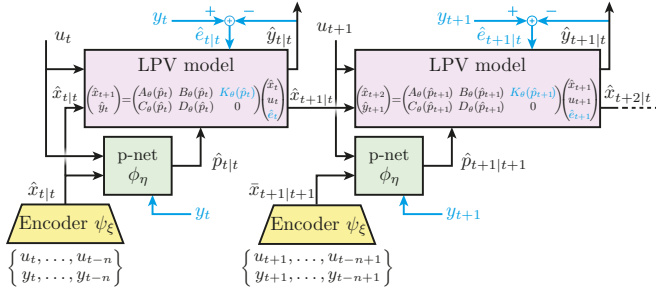 y_t + − y_{t+1} + −
u_t ê_{t|t} ŷ_{t|t} u_{t+1} ê_{t+1|t} ŷ_{t+1|t}
LPV model LPV model
x̂_{t|t} (x̂_{t+1} ŷ_t) = (A_θ(p̂_t) B_θ(p̂_t) K_θ(p̂_t) C_θ(p̂_t) D_θ(p̂_t) 0) (x̂_t u_t ê_t) x̂_{t+1|t} (x̂_{t+2} ŷ_{t+1}) = (A_θ(p̂_{t+1}) B_θ(p̂_{t+1}) K_θ(p̂_{t+1}) C_θ(p̂_{t+1}) D_θ(p̂_{t+1}) 0) (x̂_{t+1} u_{t+1} ê_{t+1}) x̂_{t+2|t}
p-net p̂_{t|t} p-net p̂_{t+1|t+1}
ϕ_η ϕ_η
x̂_{t|t} x̄_{t+1|t+1}
y_t y_{t+1}
Encoder ψ_ξ Encoder ψ_ξ
{u_t, ..., u_{t−n} {u_{t+1}, ..., u_{t−n+1}
y_t, ..., y_{t−n}} y_{t+1}, ..., y_{t−n+1}}